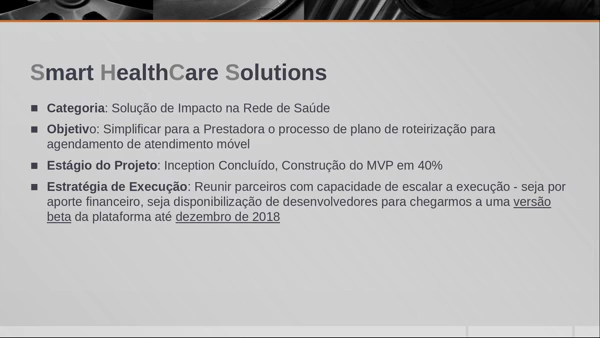 Smart HealthCare Solutions
Categoria: Solução de Impacto na Rede de Saúde
Objetivo: Simplificar para a Prestadora o processo de plano de roteirização para
agendamento de atendimento móvel
Estágio do Projeto: Inception Concluído, Construção do MVP em 40%
Estratégia de Execução: Reunir parceiros com capacidade de escalar a execução - seja por
aporte financeiro, seja disponibilização de desenvolvedores para chegarmos a uma versão
beta da plataforma até dezembro de 2018